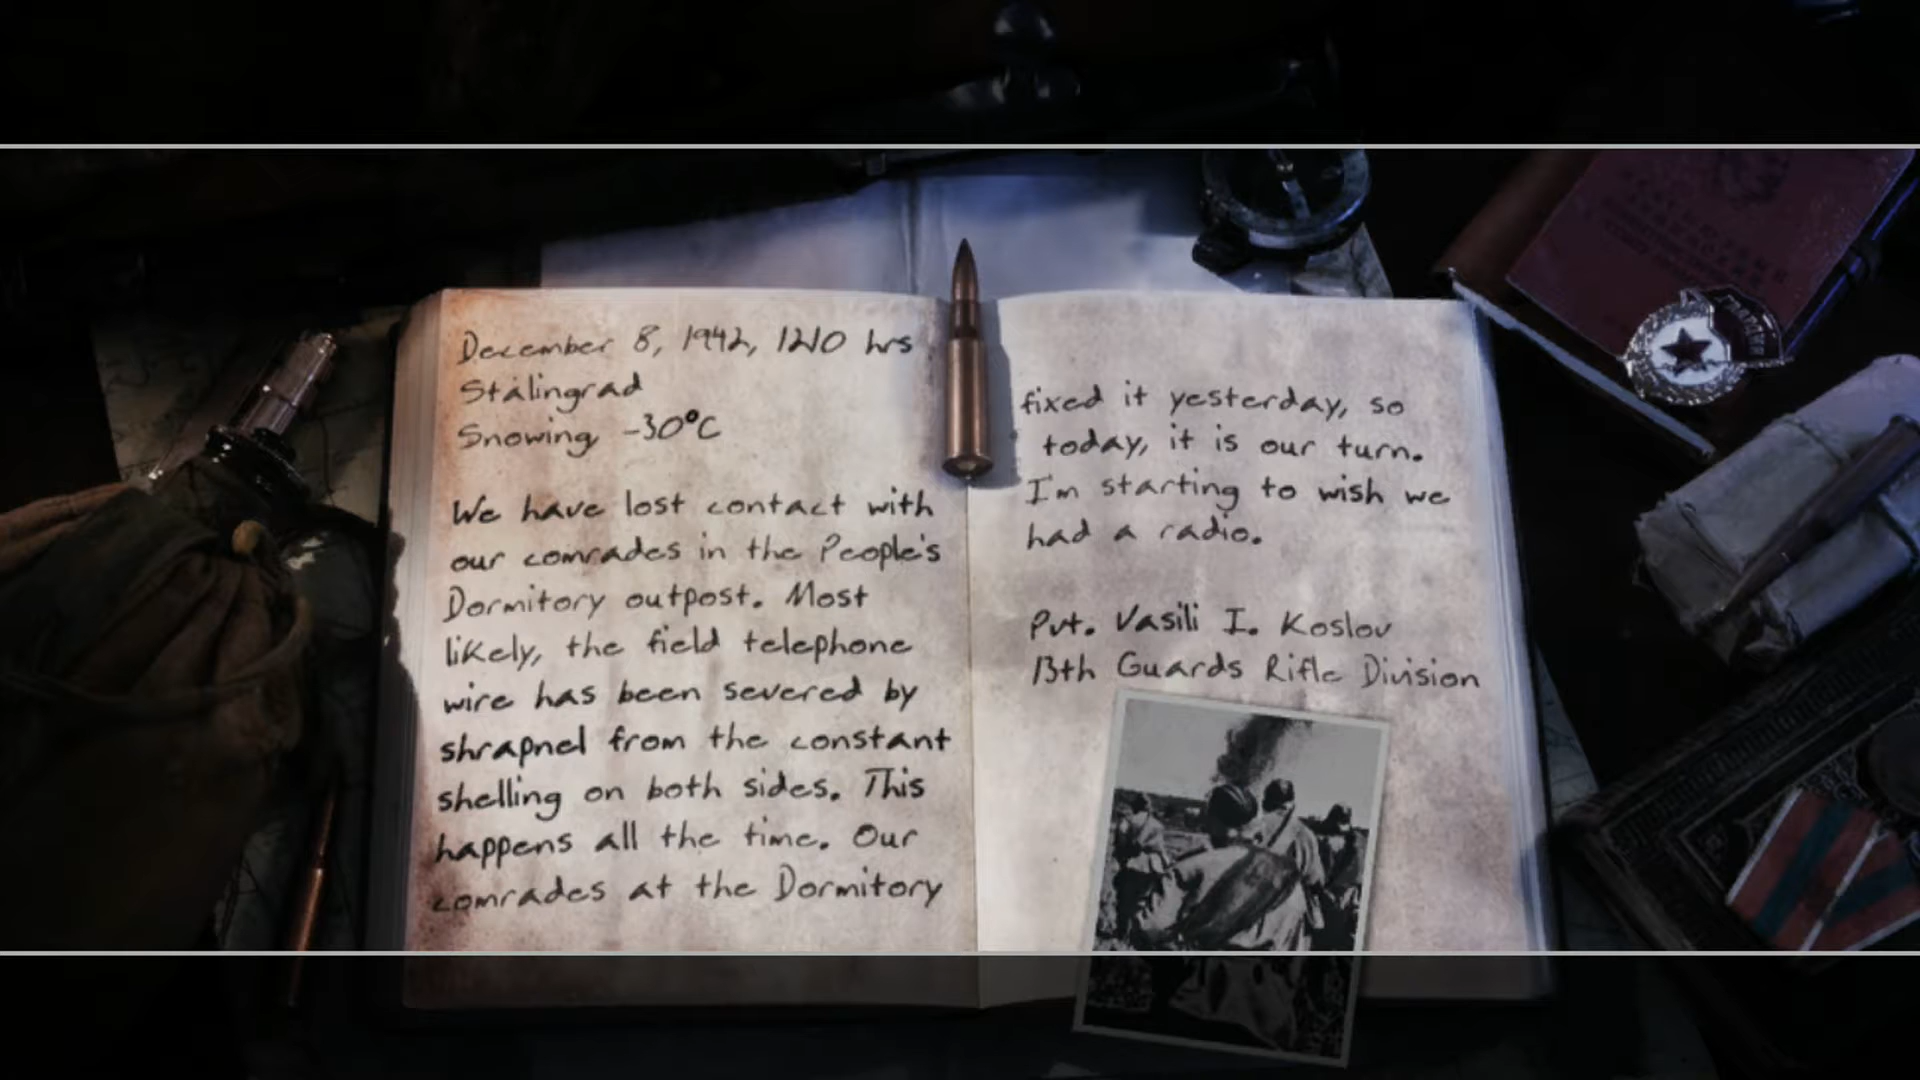 December 8, 1942, 1210 hrs
Stalingrad
Snowing -30°C
We have lost contact with
our comrades in the People's
Dormitory outpost. Most
likely, the field telephone
wire has been severed by
shrapnel from the constant
shelling on both sides. This
happens all the time. Our
comrades at the Dormitory
fixed it yesterday, so
today, it is our turn.
I'm starting to wish we
had a radio.
Pvt. Vasili I. Koslov
13th Guards Rifle Division